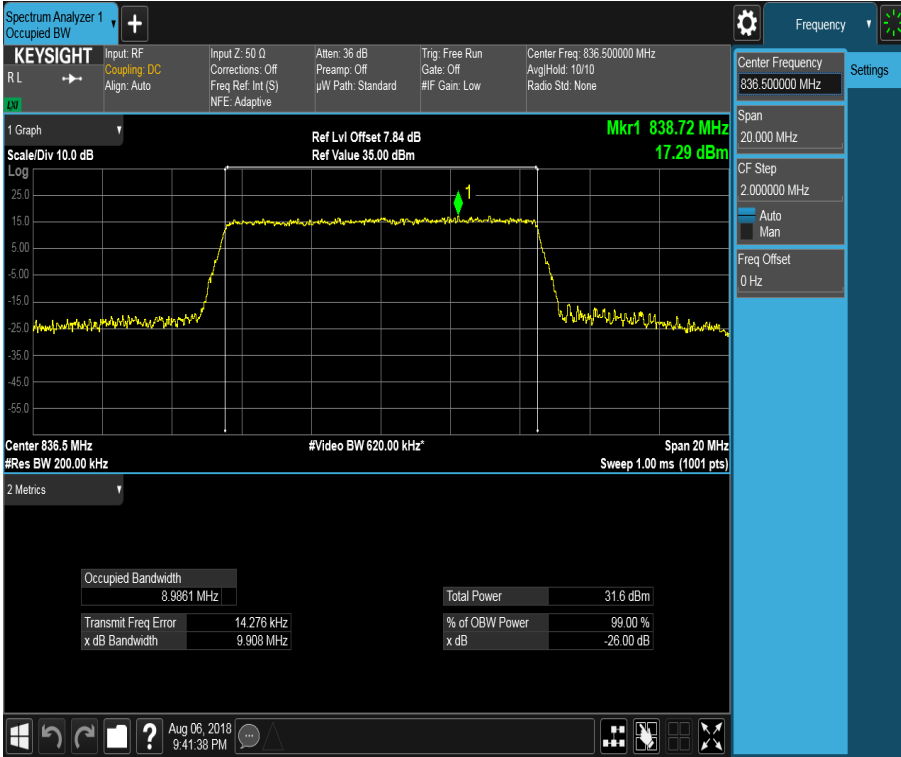 Spectrum Analyzer 1
Occupied BW
Frequency
KEYSIGHT
R L
LXI
Input: RF
Coupling: DC
Align: Auto
Input Z: 50 Ω
Corrections: Off
Freq Ref: Int (S)
NFE: Adaptive
Atten: 36 dB
Preamp: Off
µW Path: Standard
Trig: Free Run
Gate: Off
#IF Gain: Low
Center Freq: 836.500000 MHz
Avg|Hold: 10/10
Radio Std: None
Center Frequency
836.500000 MHz
Settings
Span
20.000 MHz
CF Step
2.000000 MHz
Auto
Man
Freq Offset
0 Hz
1 Graph
Scale/Div 10.0 dB
Ref Lvl Offset 7.84 dB
Ref Value 35.00 dBm
Mkr1 838.72 MHz
17.29 dBm
Log
25.0
15.0
5.00
-5.00
-15.0
-25.0
-35.0
-45.0
-55.0
1
Center 836.5 MHz
#Video BW 620.00 kHz*
Span 20 MHz
#Res BW 200.00 kHz
Sweep 1.00 ms (1001 pts)
2 Metrics
Occupied Bandwidth
8.9861 MHz
Total Power 31.6 dBm
Transmit Freq Error 14.276 kHz
% of OBW Power 99.00 %
x dB Bandwidth 9.908 MHz
x dB -26.00 dB
?
Aug 06, 2018
9:41:38 PM